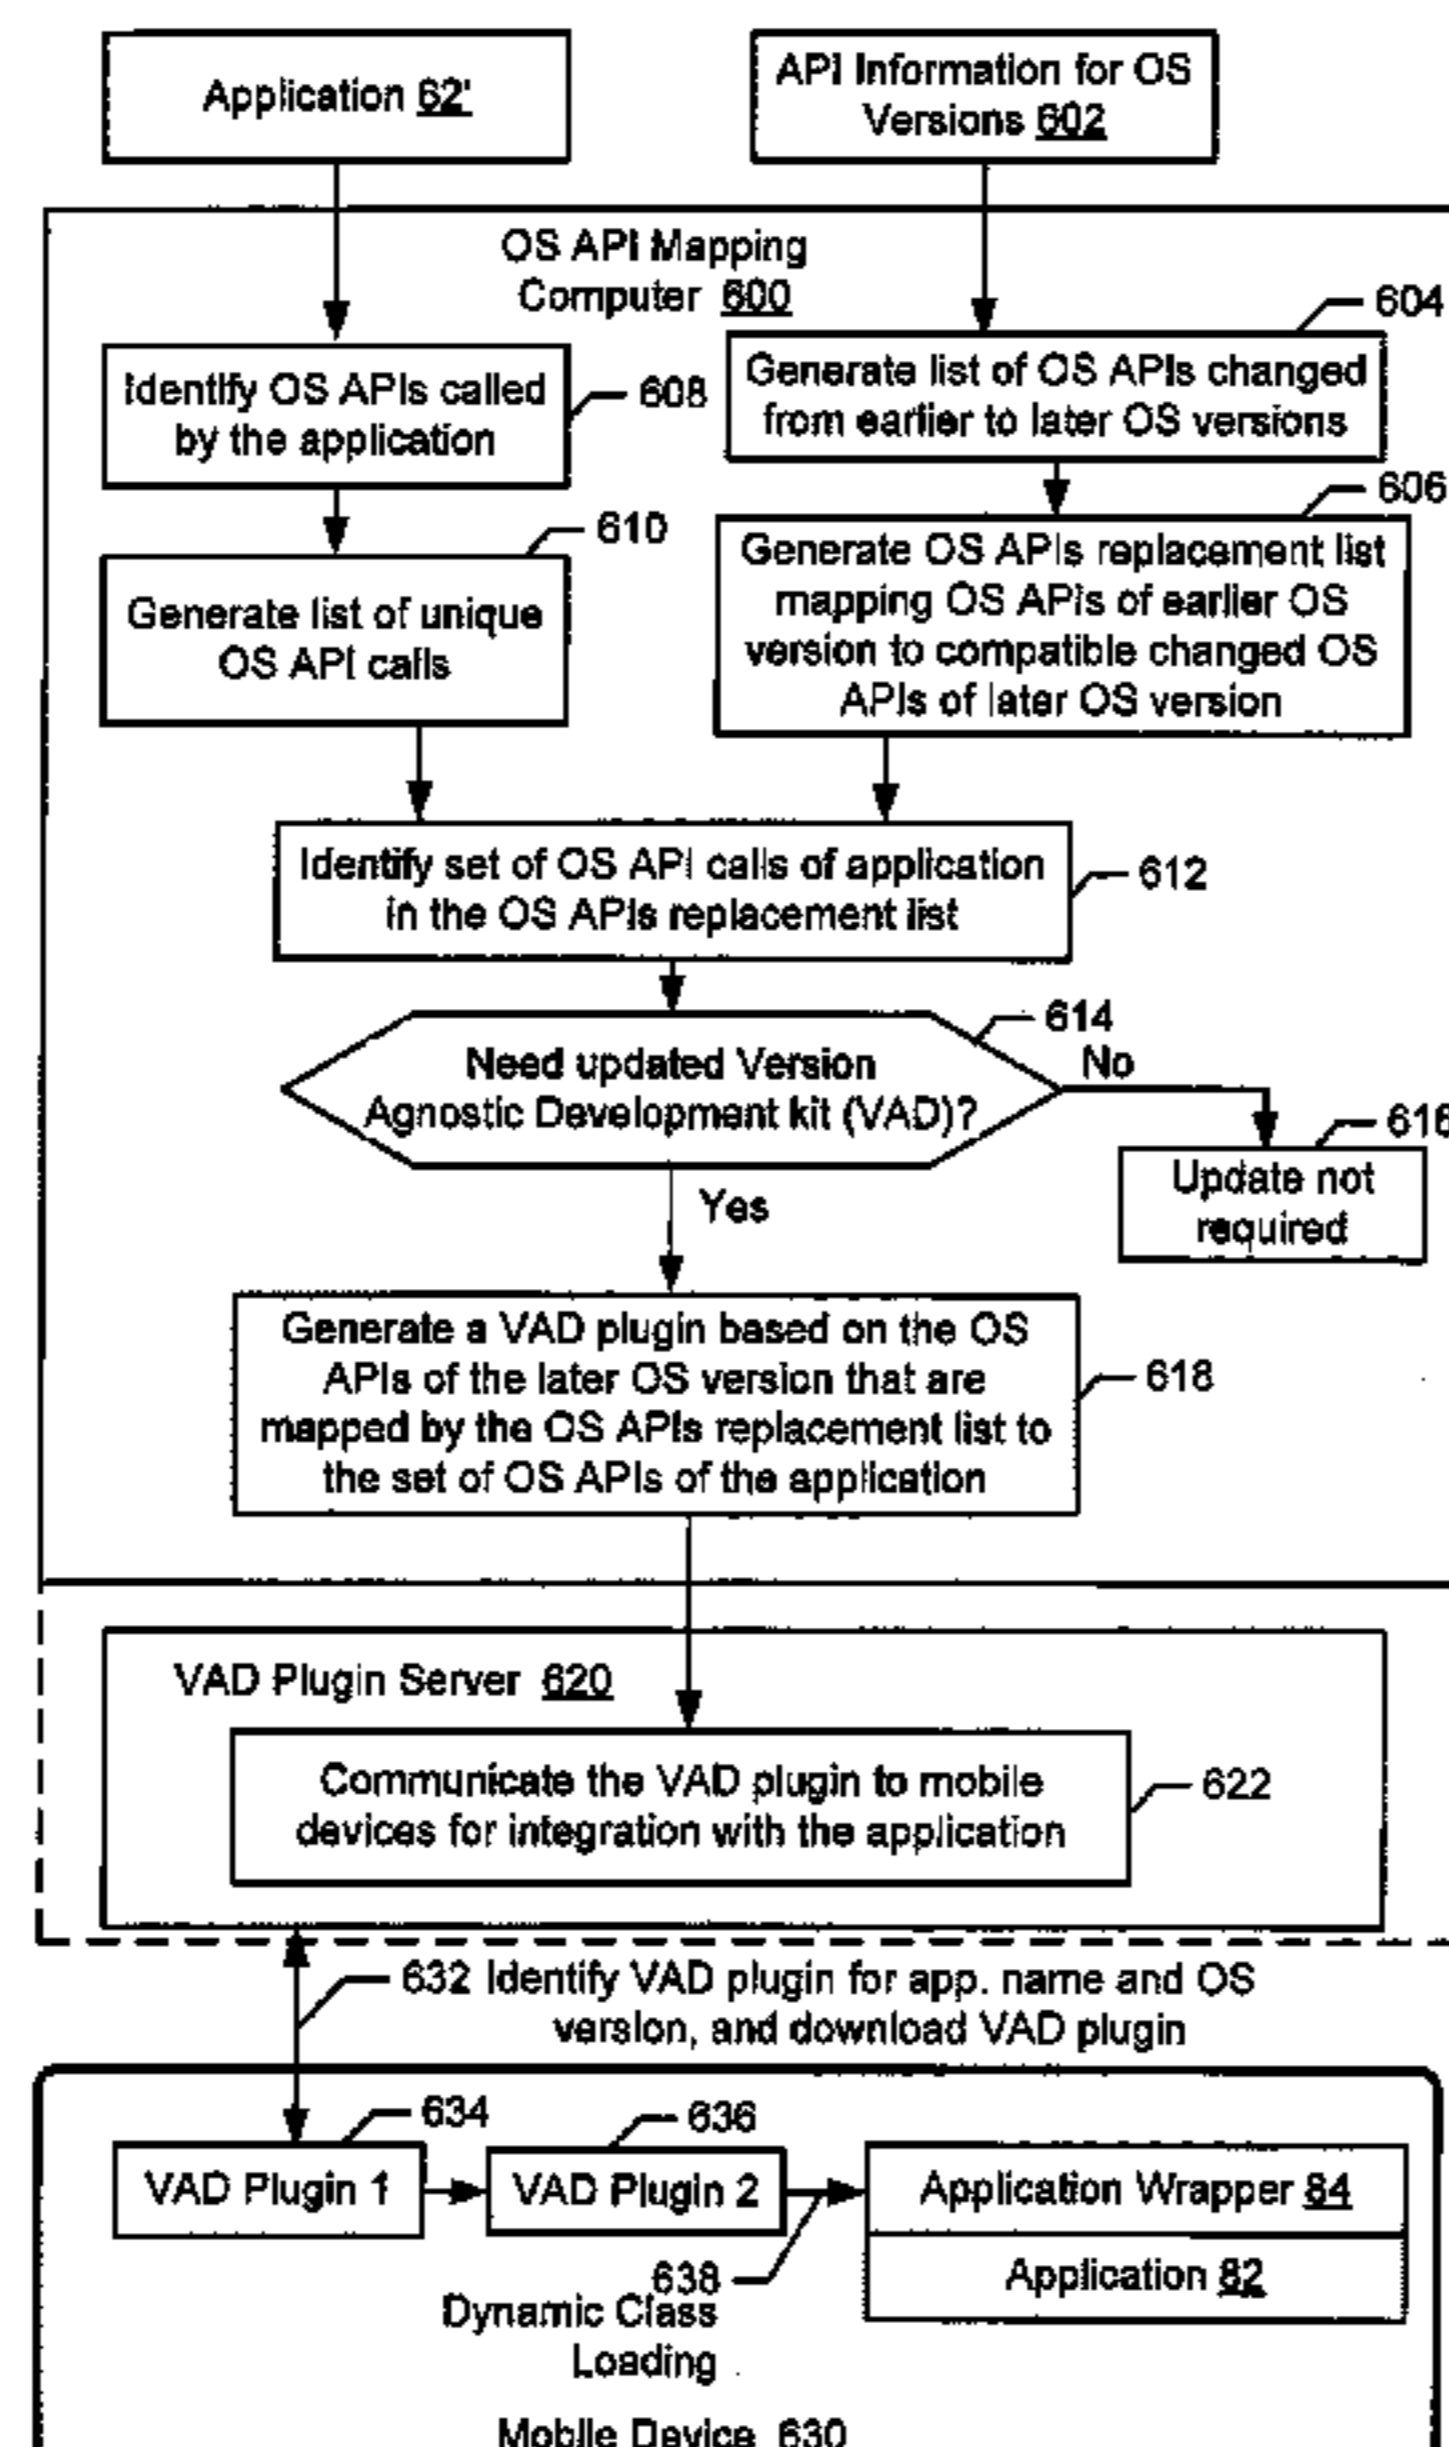 Application 62'
API Information for OS
Versions 602
OS API Mapping
Computer 600
604
Identify OS APIs called
by the application
608
Generate list of OS APIs changed
from earlier to later OS versions
606
610
Generate list of unique
OS API calls
Generate OS APIs replacement list
mapping OS APIs of earlier OS
version to compatible changed OS
APIs of later OS version
Identify set of OS API calls of application
in the OS APIs replacement list
612
614
Need updated Version
Agnostic Development kit (VAD)?
No
616
Update not
required
Yes
Generate a VAD plugin based on the OS
APIs of the later OS version that are
mapped by the OS APIs replacement list to
the set of OS APIs of the application
618
VAD Plugin Server 620
Communicate the VAD plugin to mobile
devices for integration with the application
622
632 Identify VAD plugin for app. name and OS
version, and download VAD plugin
634
636
VAD Plugin 1
VAD Plugin 2
Application Wrapper 84
Application 82
638
Dynamic Class
Loading
Mobile Device 630